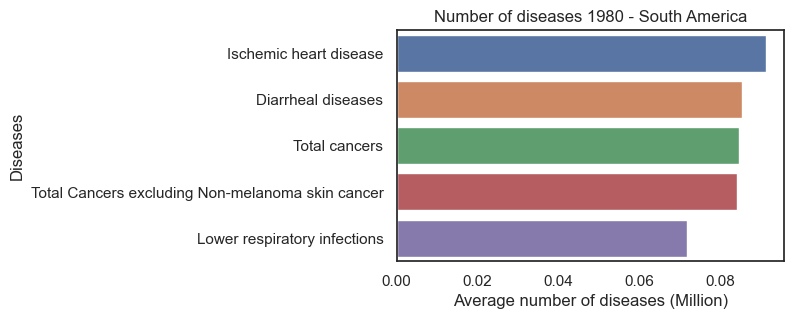 Number of diseases 1980 - South America
Diseases
Ischemic heart disease
Diarrheal diseases
Total cancers
Total Cancers excluding Non-melanoma skin cancer
Lower respiratory infections
0.00 0.02 0.04 0.06 0.08
Average number of diseases (Million)